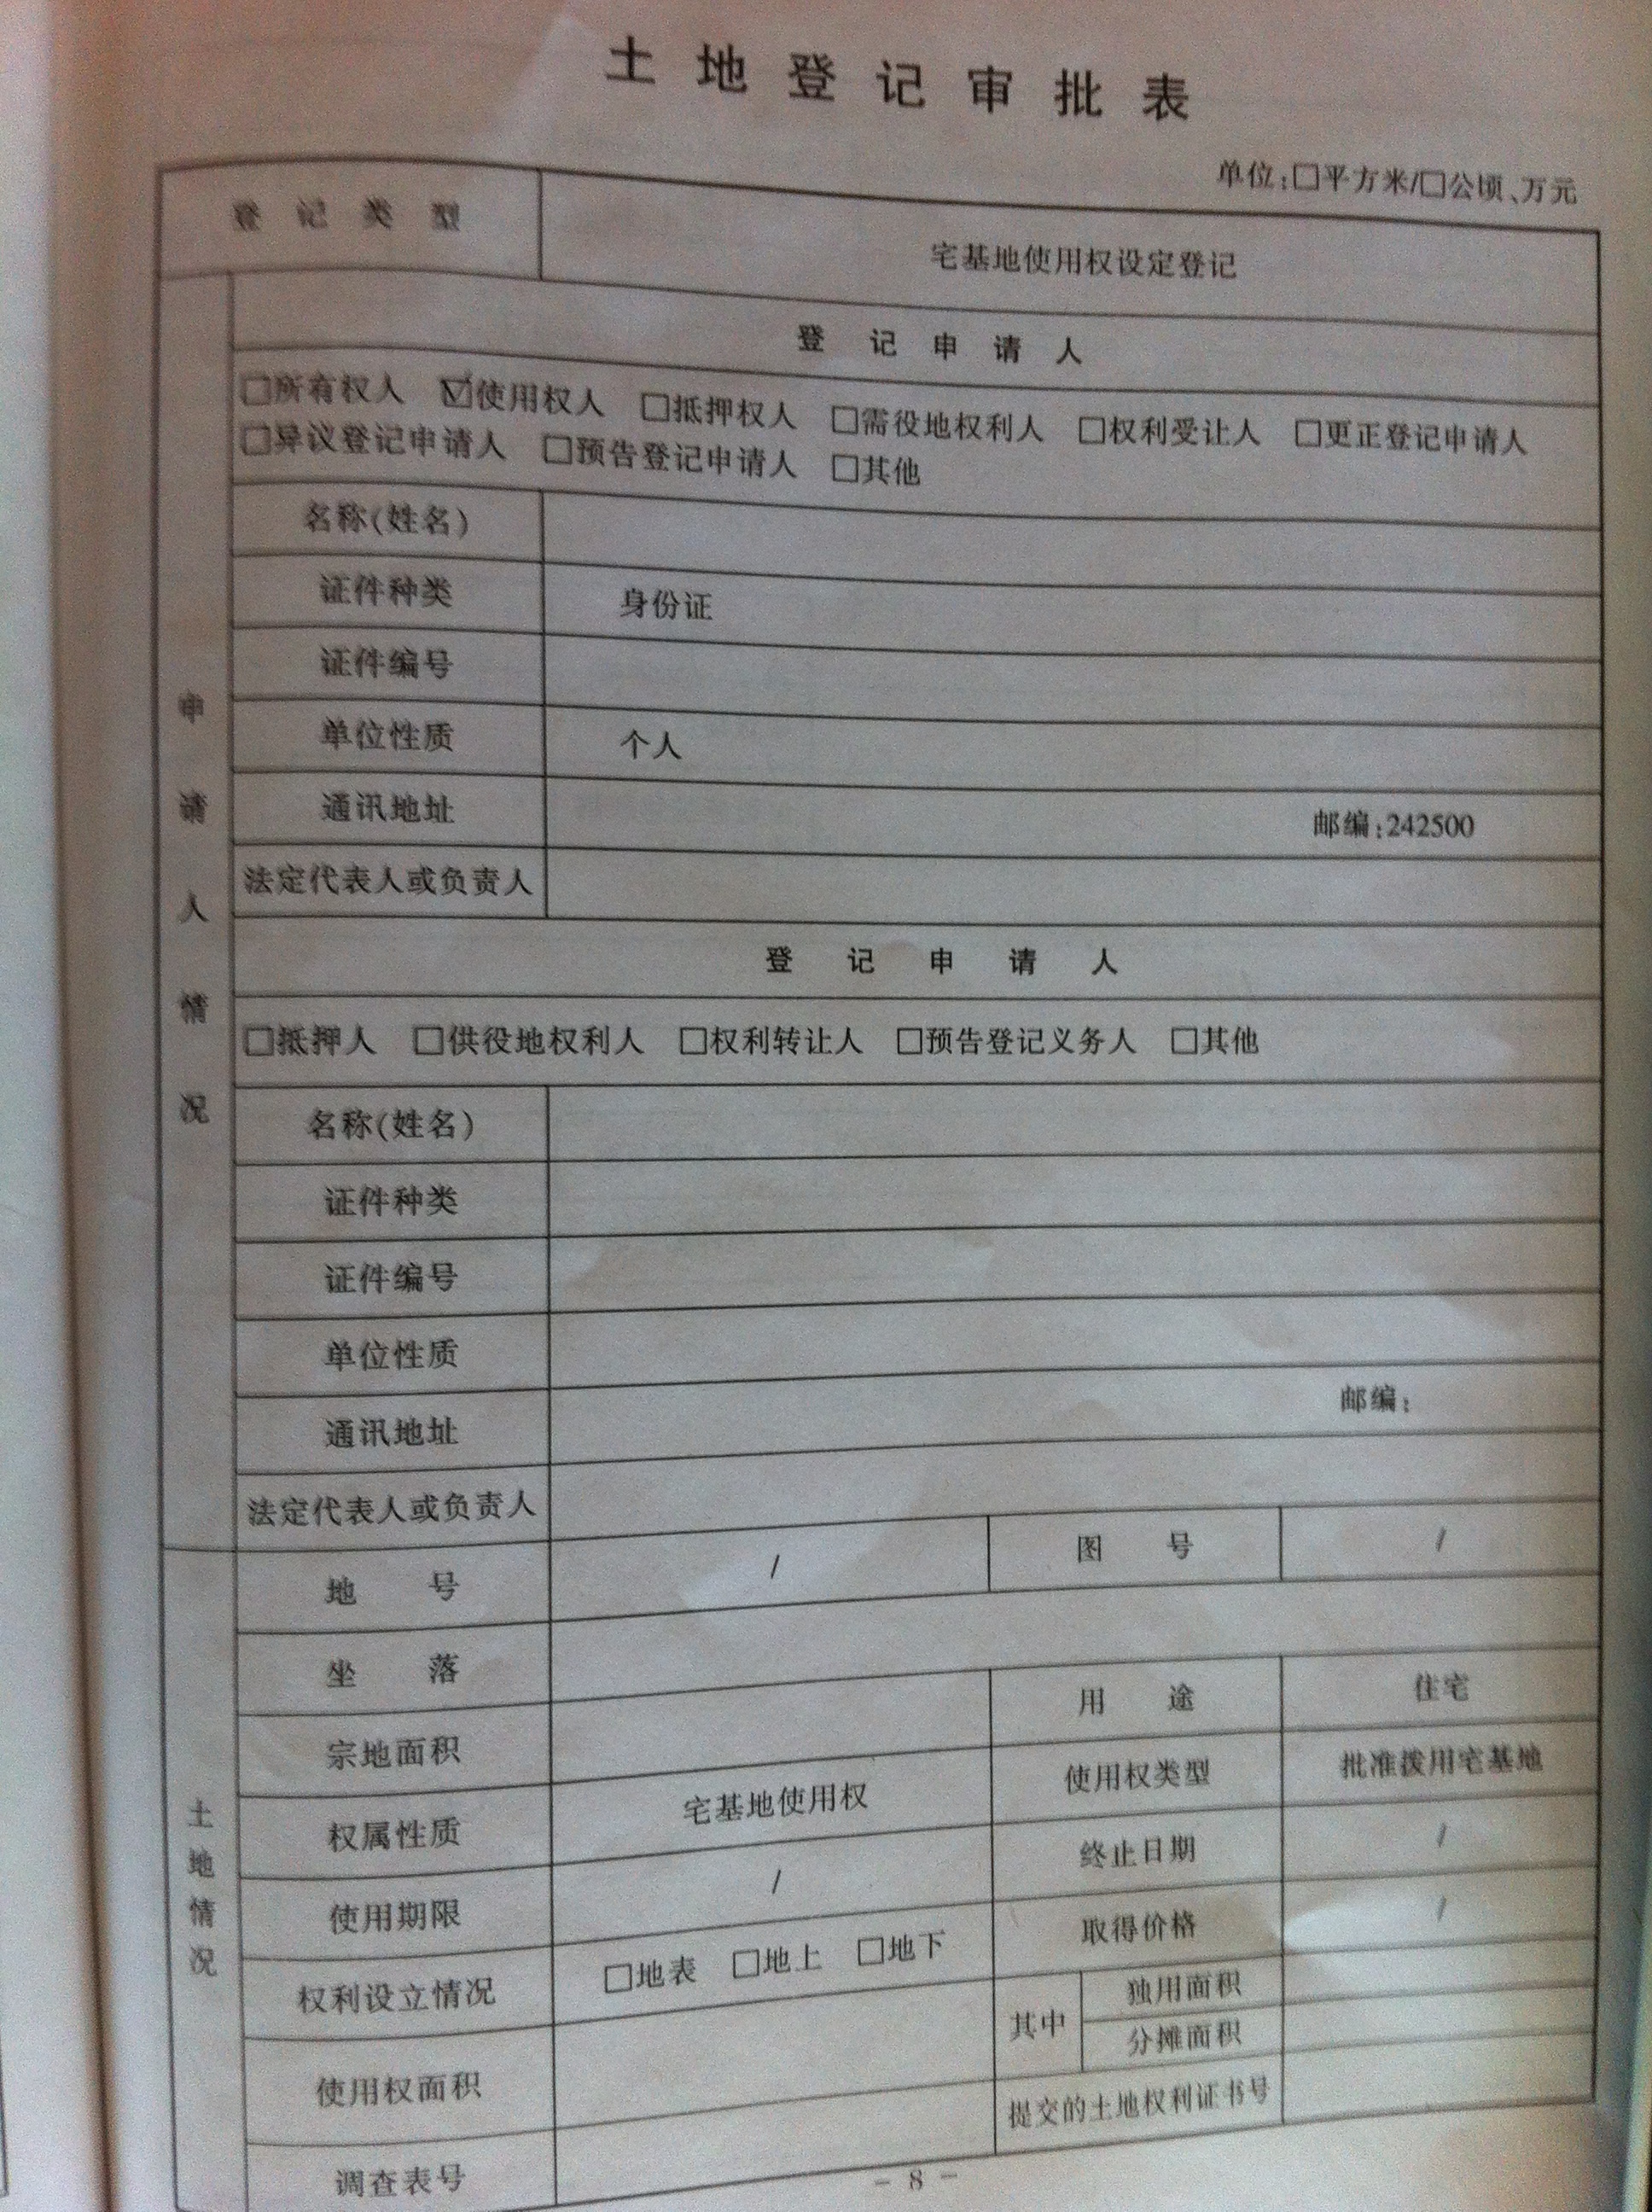 土地登记审批表
单位:□平方米/□公顷、万元
登记类型 宅基地使用权设定登记
申请人情况
登记申请人
□所有权人 ☑使用权人 □抵押权人 □需役地权利人 □权利受让人 □更正登记申请人
□异议登记申请人 □预告登记申请人 □其他
名称(姓名)
证件种类 身份证
证件编号
单位性质 个人
通讯地址 邮编:242500
法定代表人或负责人
登记申请人
□抵押人 □供役地权利人 □权利转让人 □预告登记义务人 □其他
名称(姓名)
证件种类
证件编号
单位性质
通讯地址 邮编:
法定代表人或负责人
土地情况
地号 / 图号 /
坐落
宗地面积 用途 住宅
权属性质 宅基地使用权 使用权类型 批准拨用宅基地
使用期限 / 终止日期 /
权利设立情况 □地表 □地上 □地下 取得价格 /
使用权面积 其中 独用面积
分摊面积
调查表号 提交的土地权利证书号
- 8 -